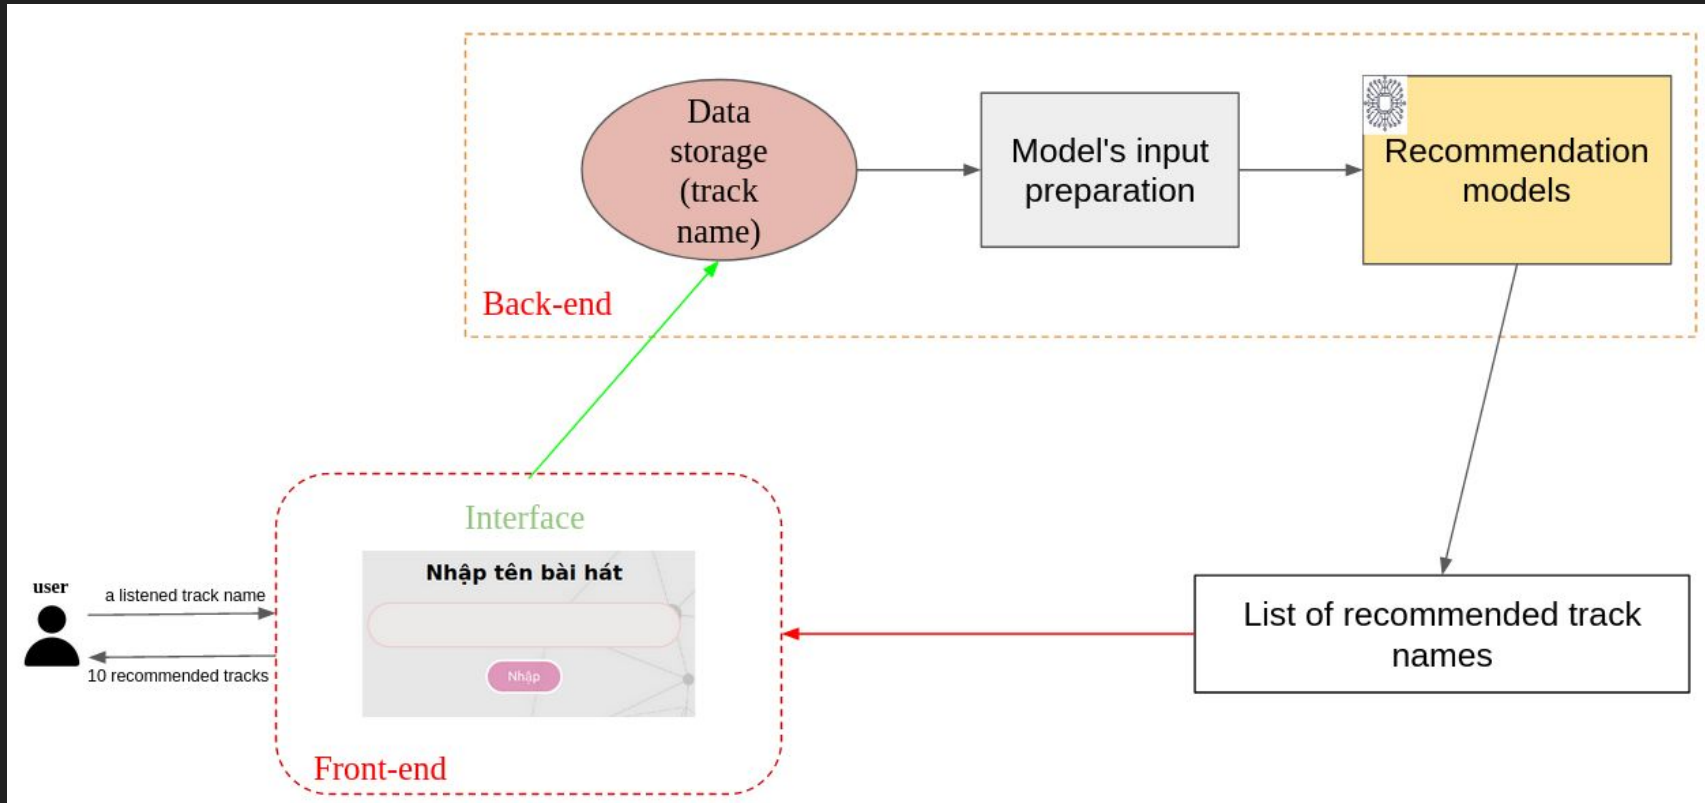 Data
storage
(track
name)
Model's input
preparation
Recommendation
models
Back-end
Interface
Nhập tên bài hát
Nhập
Front-end
user
a listened track name
10 recommended tracks
List of recommended track
names